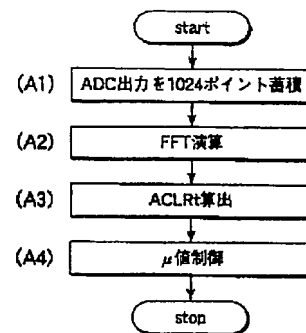 start
(A1) ADC出力を1024ポイント蓄積
(A2) FFT演算
(A3) ACLRt算出
(A4) μ値制御
stop